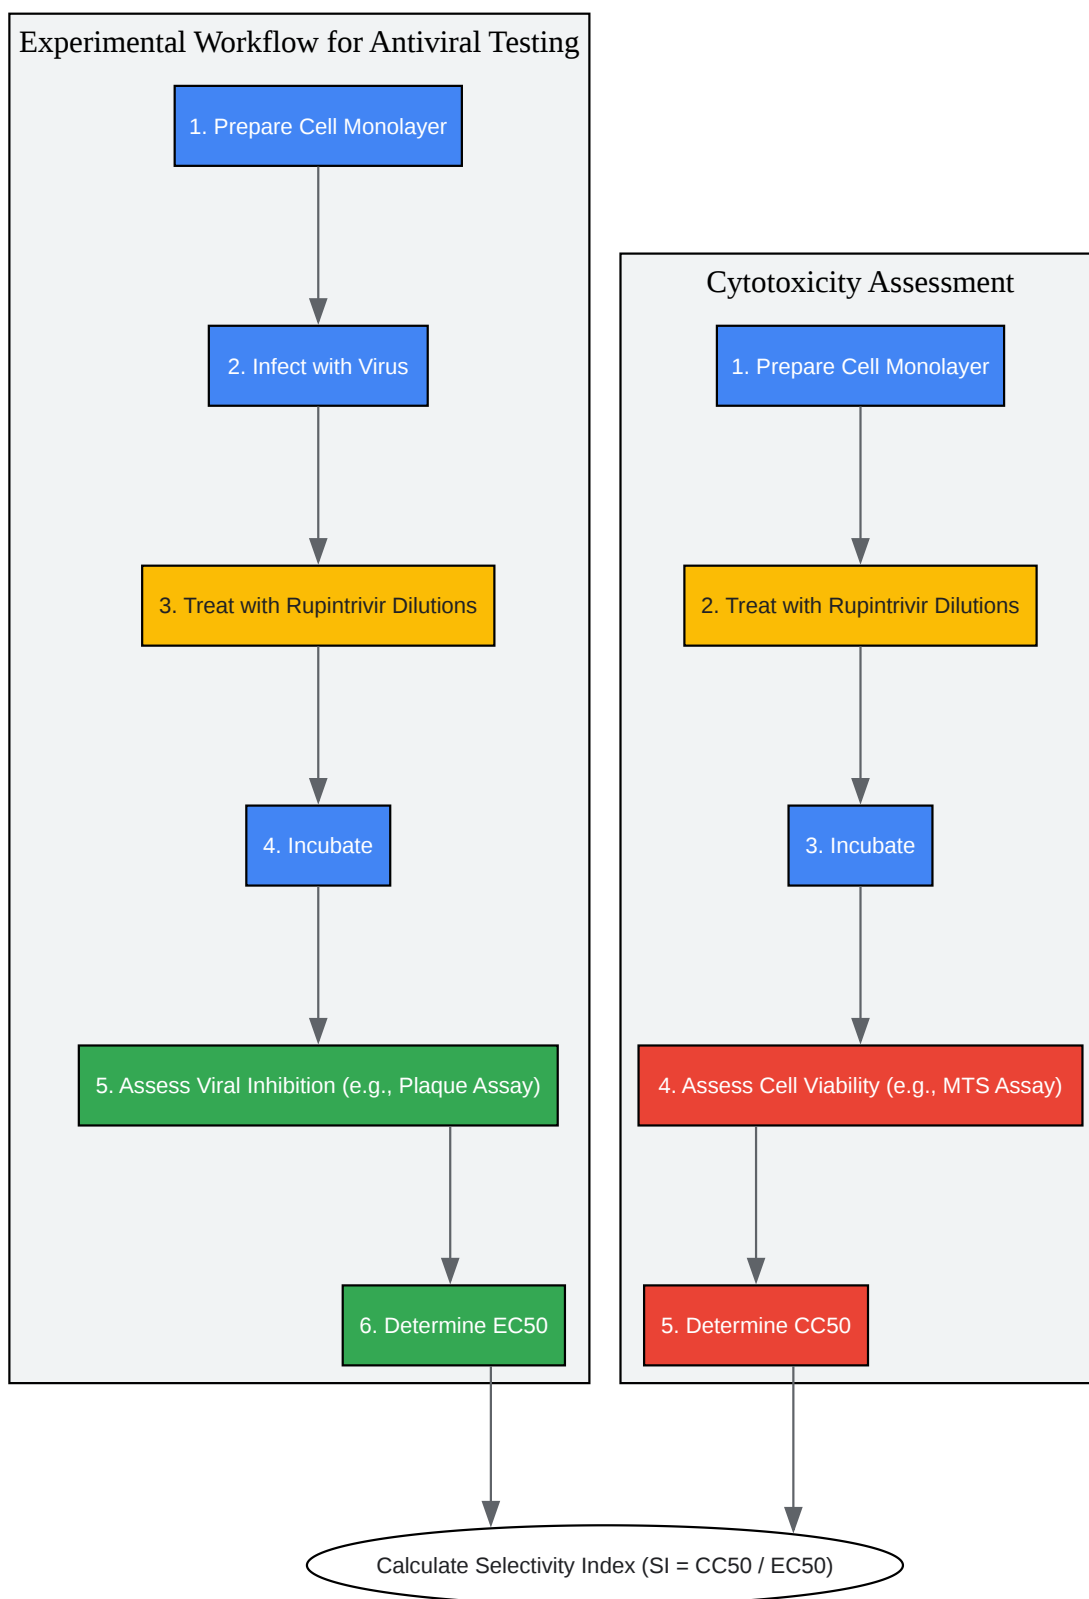 Experimental Workflow for Antiviral Testing
1. Prepare Cell Monolayer
2. Infect with Virus
3. Treat with Rupintrivir Dilutions
4. Incubate
5. Assess Viral Inhibition (e.g., Plaque Assay)
6. Determine EC50
Cytotoxicity Assessment
1. Prepare Cell Monolayer
2. Treat with Rupintrivir Dilutions
3. Incubate
4. Assess Cell Viability (e.g., MTS Assay)
5. Determine CC50
Calculate Selectivity Index (SI = CC50 / EC50)